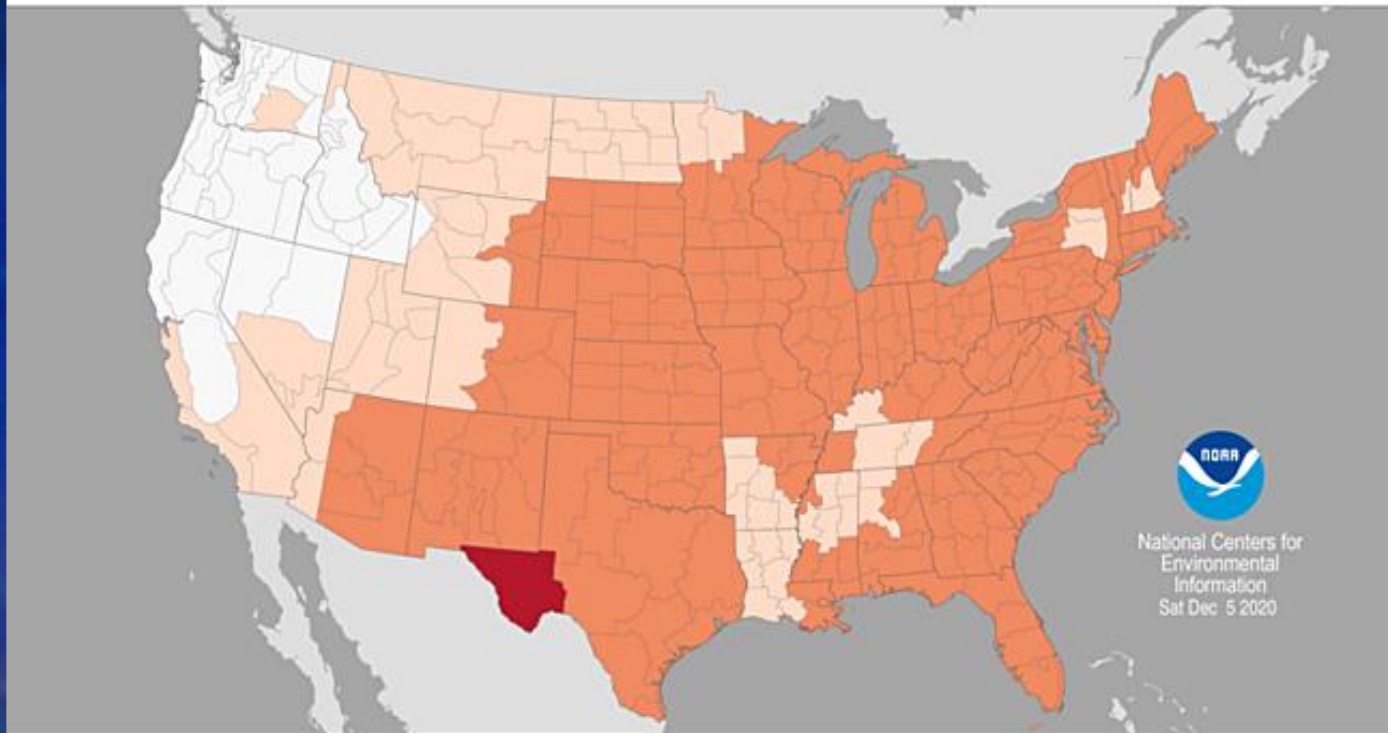 NOAA
National Centers for
Environmental
Information
Sat Dec 5 2020